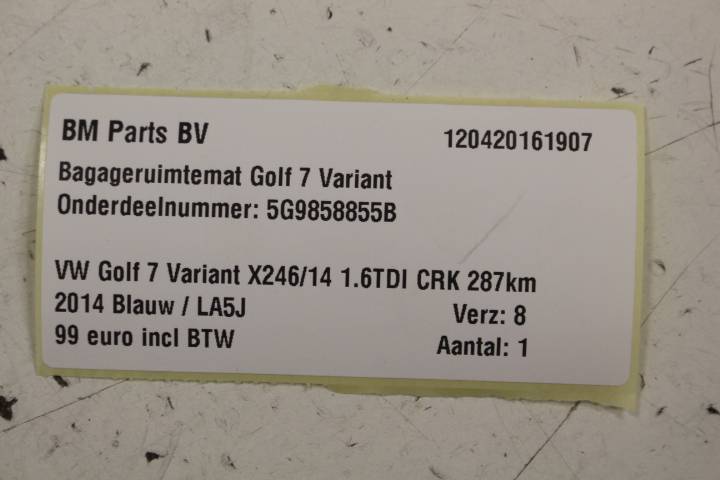 BM Parts BV 120420161907
Bagageruimtemat Golf 7 Variant
Onderdeelnummer: 5G9858855B
VW Golf 7 Variant X246/14 1.6TDI CRK 287km
2014 Blauw / LA5J Verz: 8
99 euro incl BTW Aantal: 1